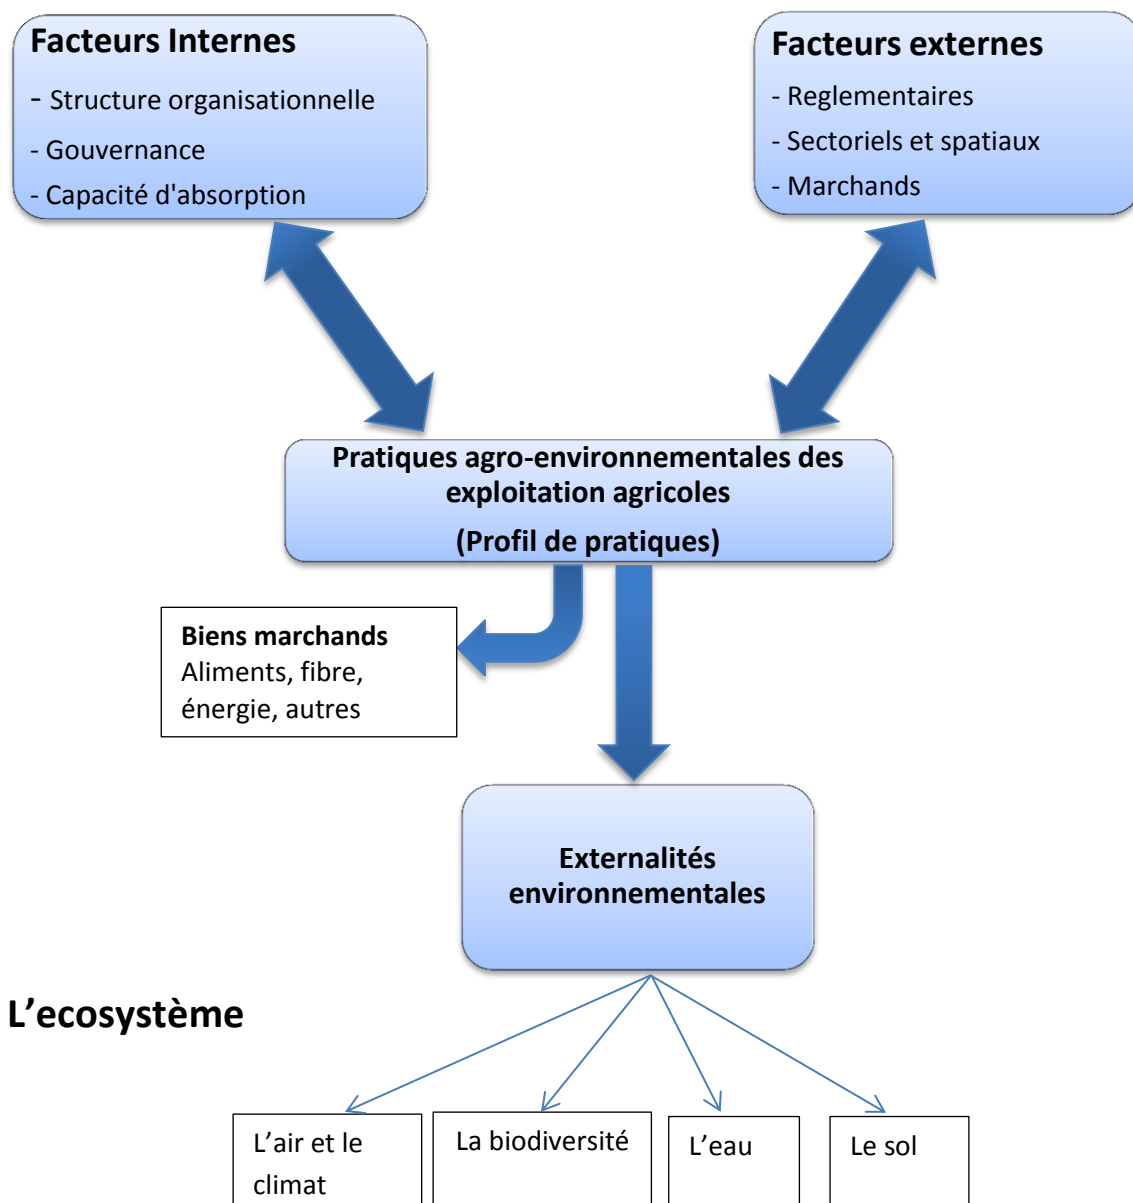 Facteurs Internes
- Structure organisationnelle
- Gouvernance
- Capacité d'absorption
Facteurs externes
- Reglementaires
- Sectoriels et spatiaux
- Marchands
Pratiques agro-environnementales des
exploitation agricoles
(Profil de pratiques)
Biens marchands
Aliments, fibre,
énergie, autres
Externalités
environnementales
L’ecosystème
L’air et le
climat
La biodiversité
L’eau
Le sol